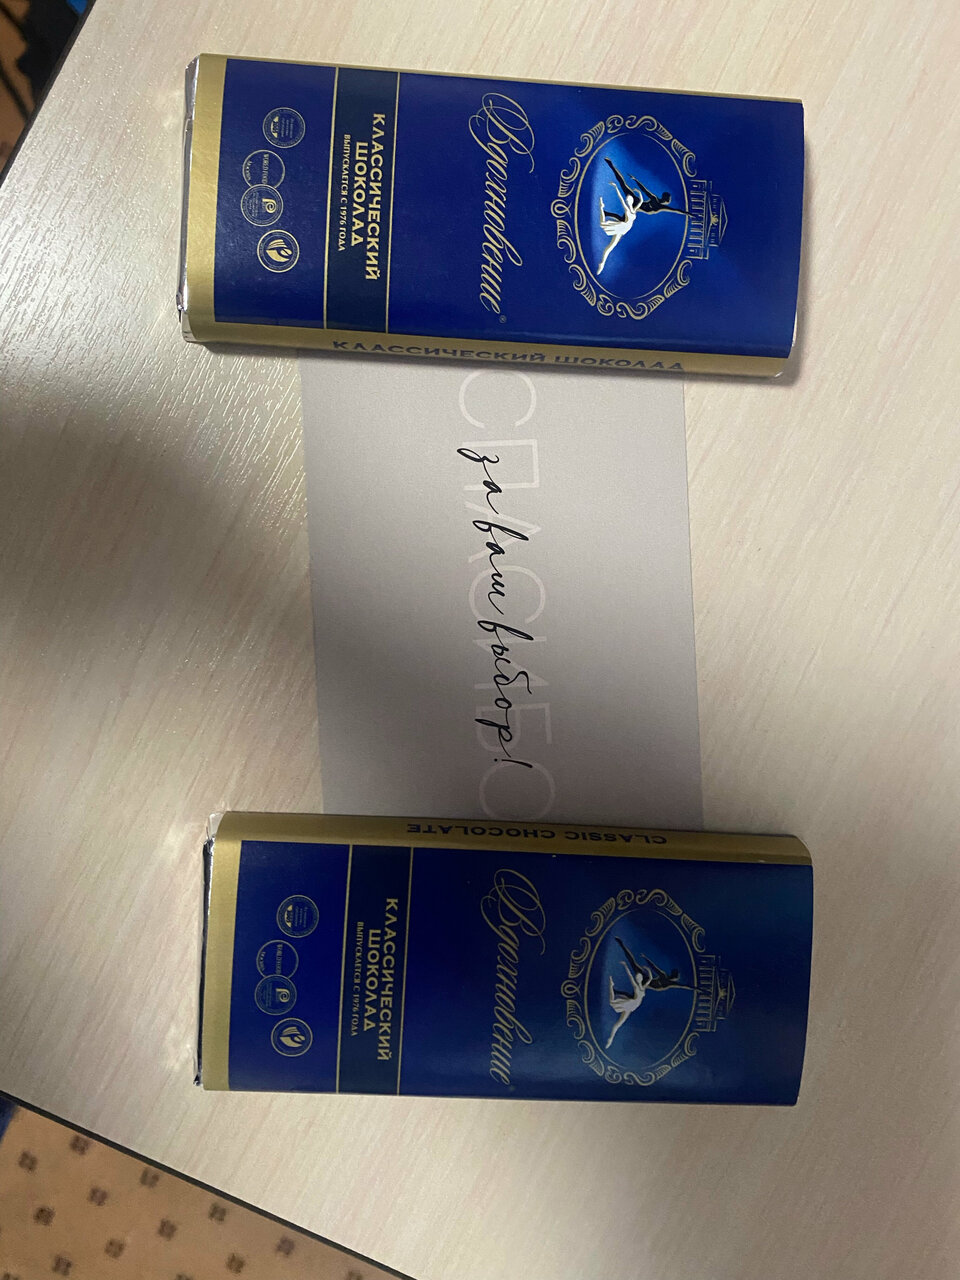 Вдохновение®
КЛАССИЧЕСКИЙ
ШОКОЛАД
ВЫПУСКАЕТСЯ С 1976 ГОДА
КЛАССИЧЕСКИЙ ШОКОЛАД
СПАСИБО
за ваш выбор!
CLASSIC CHOCOLATE
Вдохновение®
КЛАССИЧЕСКИЙ
ШОКОЛАД
ВЫПУСКАЕТСЯ С 1976 ГОДА